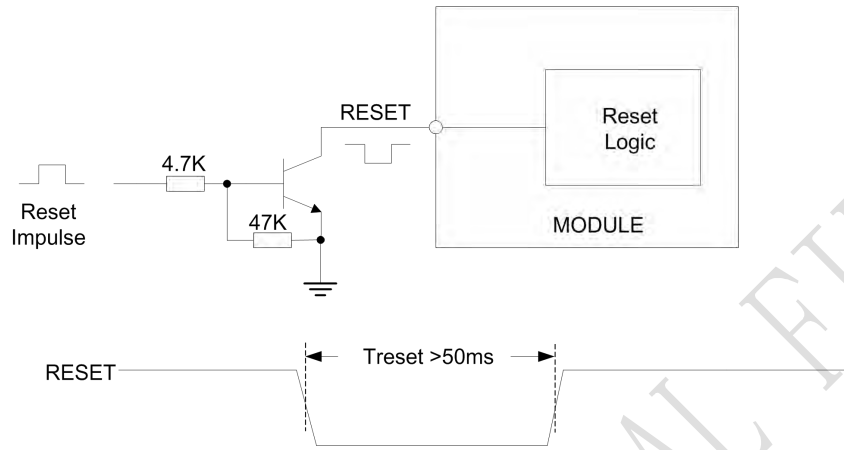 RESET
Reset
Logic
4.7K
Reset
Impulse
47K
MODULE
Treset >50ms
RESET